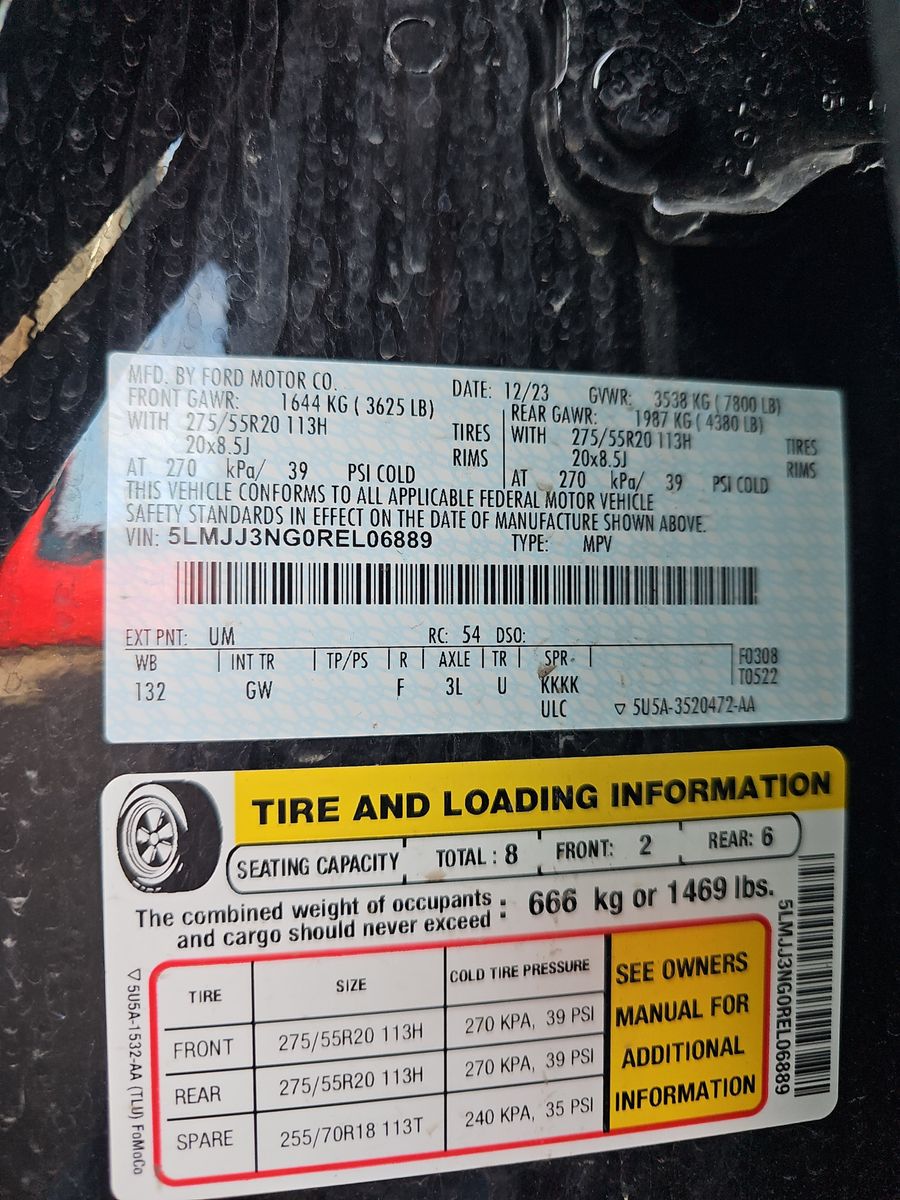 MFD. BY FORD MOTOR CO. DATE: 12/23 GVWR: 3538 KG ( 7800 LB)
FRONT GAWR: 1644 KG ( 3625 LB) REAR GAWR: 1987 KG ( 4380 LB)
WITH 275/55R20 113H TIRES WITH 275/55R20 113H TIRES
20x8.5J RIMS 20x8.5J RIMS
AT 270 kPa/ 39 PSI COLD AT 270 kPa/ 39 PSI COLD
THIS VEHICLE CONFORMS TO ALL APPLICABLE FEDERAL MOTOR VEHICLE
SAFETY STANDARDS IN EFFECT ON THE DATE OF MANUFACTURE SHOWN ABOVE.
VIN: 5LMJJ3NG0REL06889 TYPE: MPV
EXT PNT: UM RC: 54 DSO:
WB INT TR TP/PS R AXLE TR SPR F0308
132 GW F 3L U KKKK T0522
ULC ▽ 5U5A-3520472-AA
TIRE AND LOADING INFORMATION
SEATING CAPACITY TOTAL : 8 FRONT: 2 REAR: 6
The combined weight of occupants
and cargo should never exceed : 666 kg or 1469 lbs.
TIRE SIZE COLD TIRE PRESSURE
FRONT 275/55R20 113H 270 KPA, 39 PSI
REAR 275/55R20 113H 270 KPA, 39 PSI
SPARE 255/70R18 113T 240 KPA, 35 PSI
SEE OWNERS
MANUAL FOR
ADDITIONAL
INFORMATION
5LMJJ3NG0REL06889
▽ 5U5A-1532-AA (TLU) FoMoCo